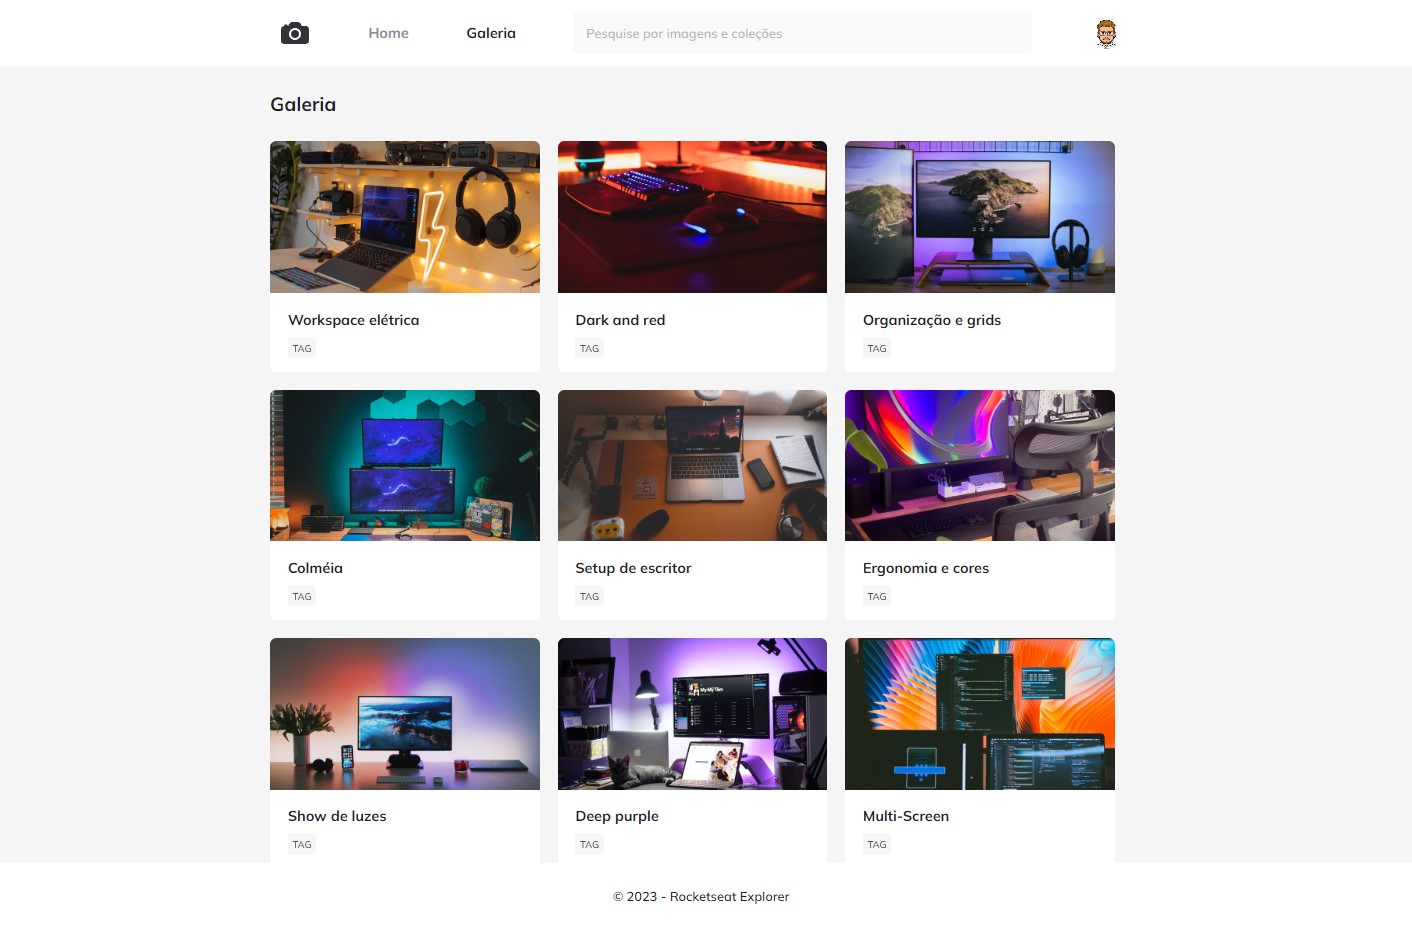 Home
Galeria
Pesquise por imagens e coleções
Galeria
Workspace elétrica
TAG
Dark and red
TAG
Organização e grids
TAG
Colméia
TAG
Setup de escritor
TAG
Ergonomia e cores
TAG
Show de luzes
TAG
Deep purple
TAG
Multi-Screen
TAG
© 2023 - Rocketseat Explorer